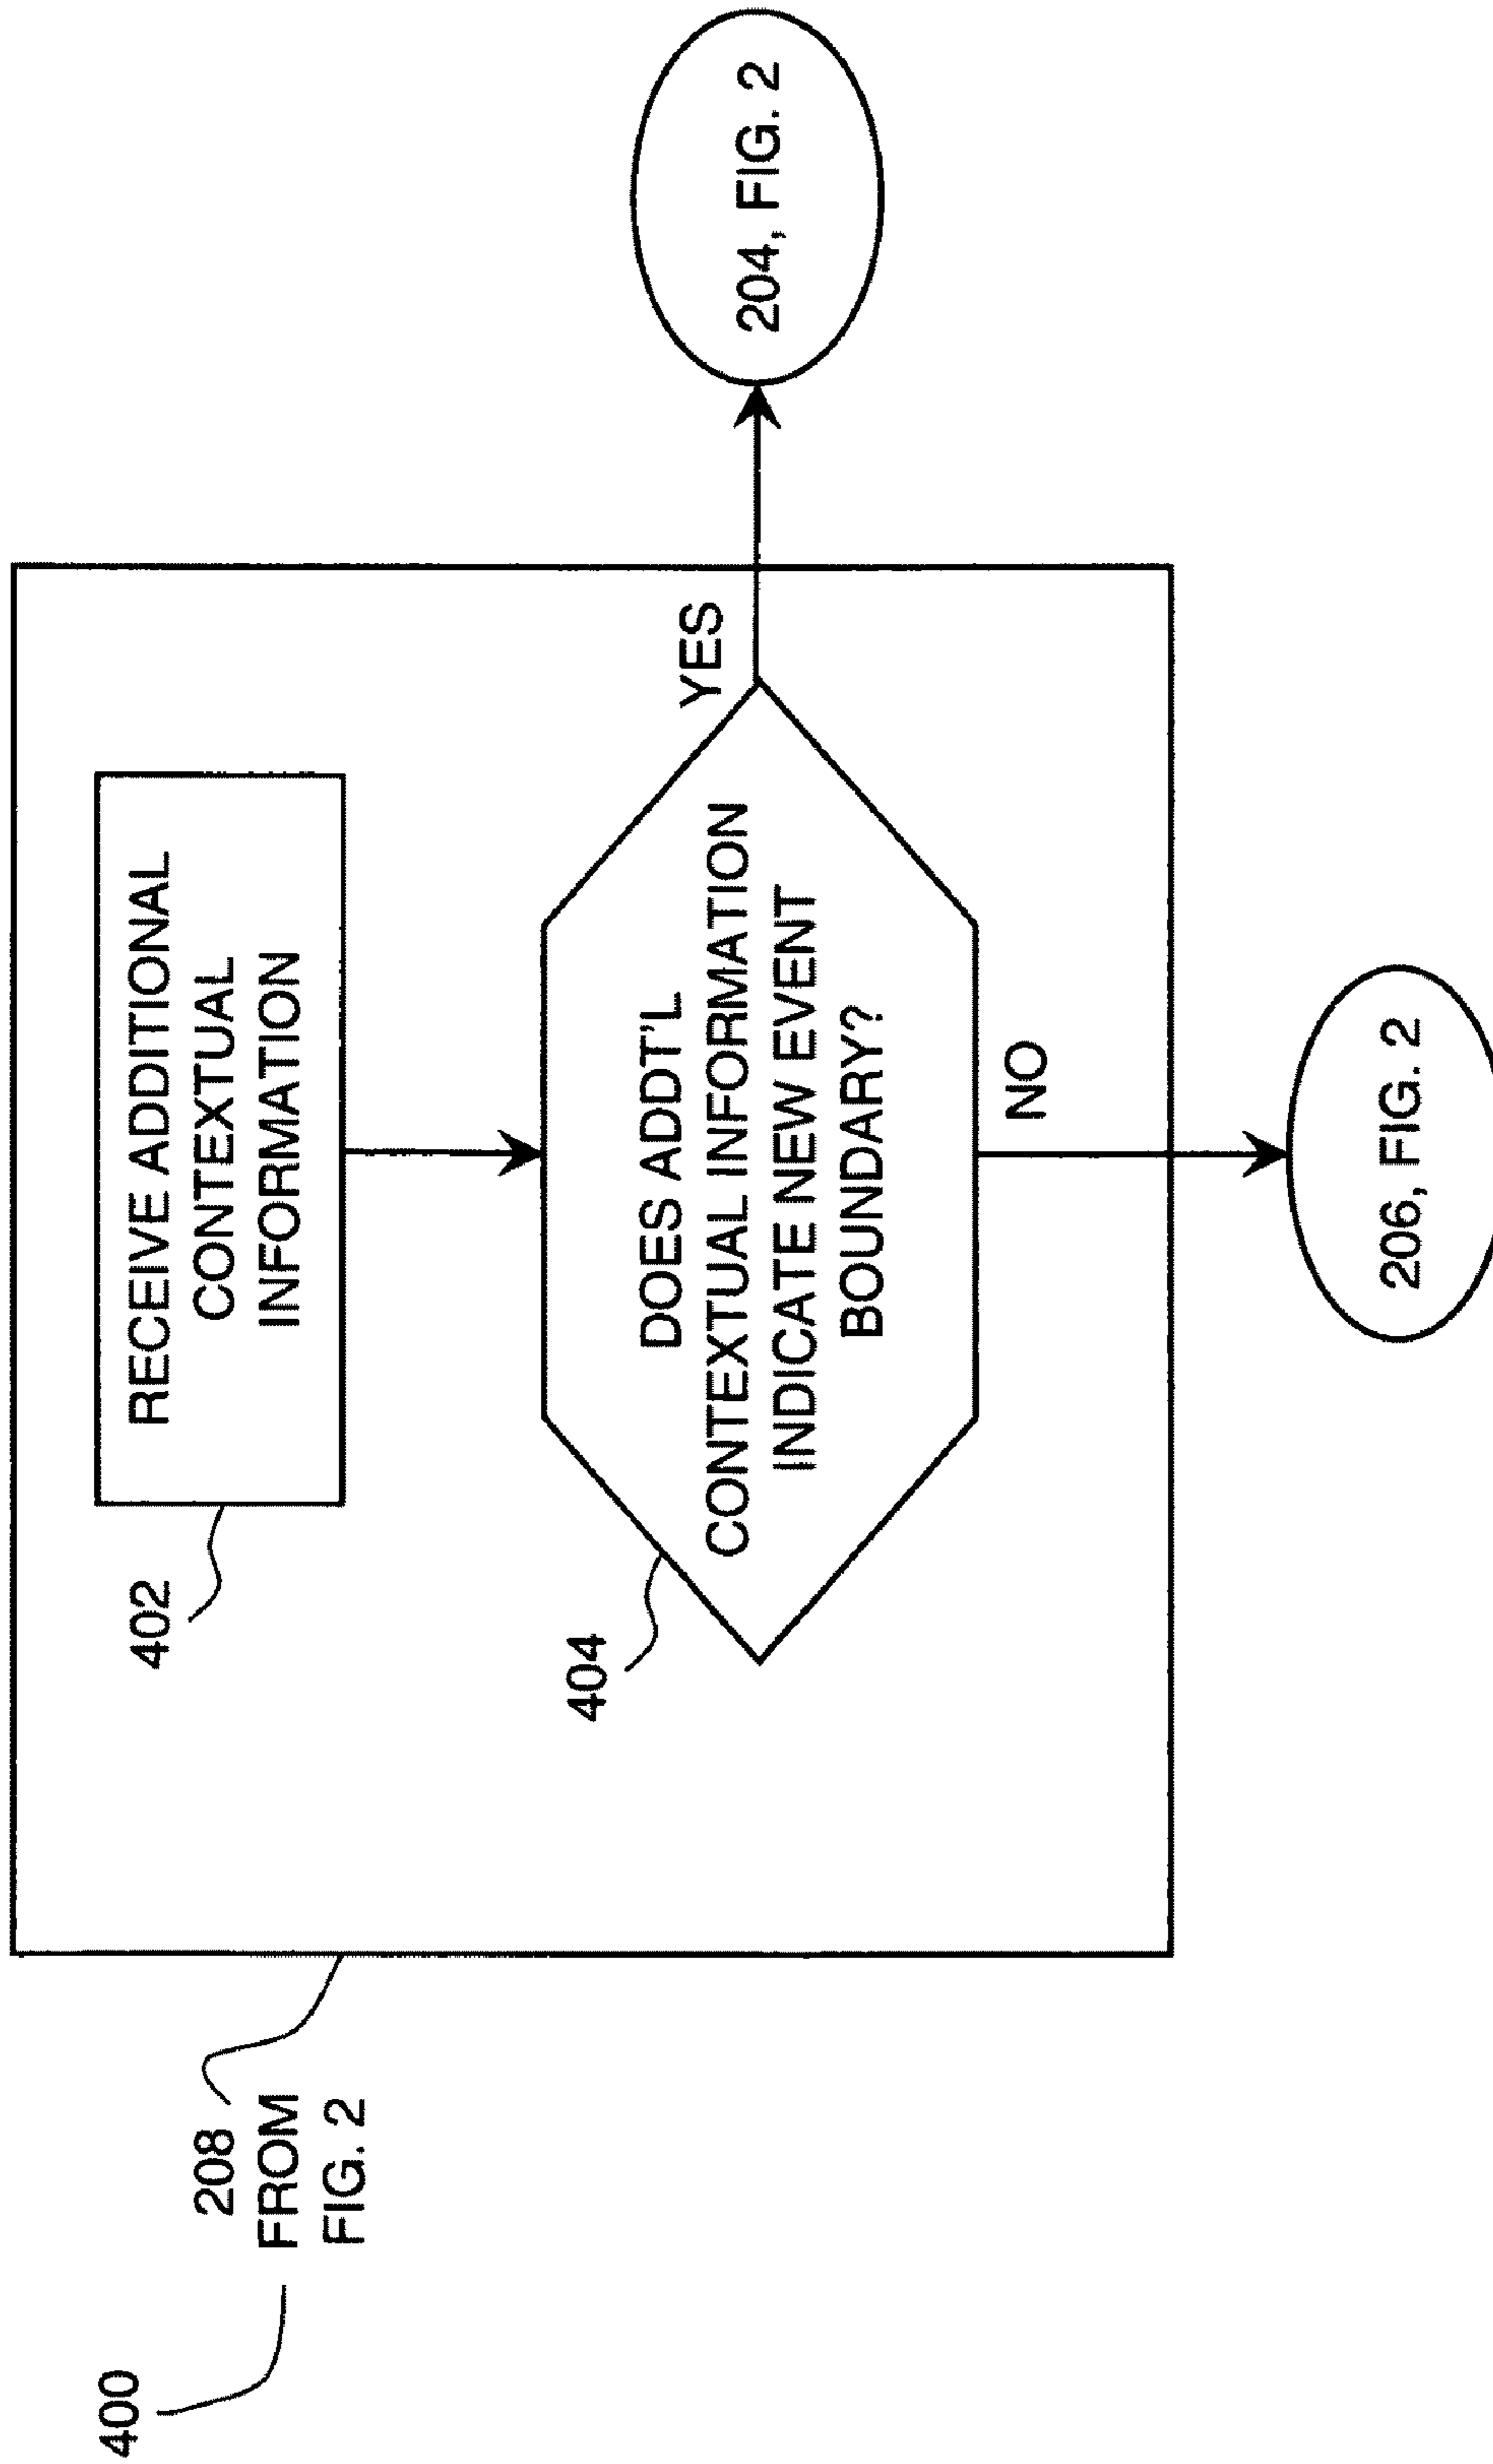 400
208
FROM
FIG. 2
402
RECEIVE ADDITIONAL
CONTEXTUAL
INFORMATION
404
DOES ADDT'L
CONTEXTUAL INFORMATION
INDICATE NEW EVENT
BOUNDARY?
YES
204, FIG. 2
NO
206, FIG. 2